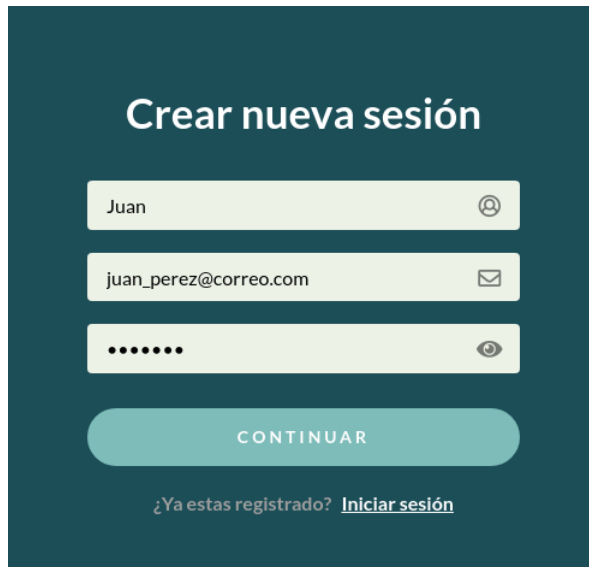 Crear nueva sesión
Juan
juan_perez@correo.com
•••••••
CONTINUAR
¿Ya estas registrado? Iniciar sesión